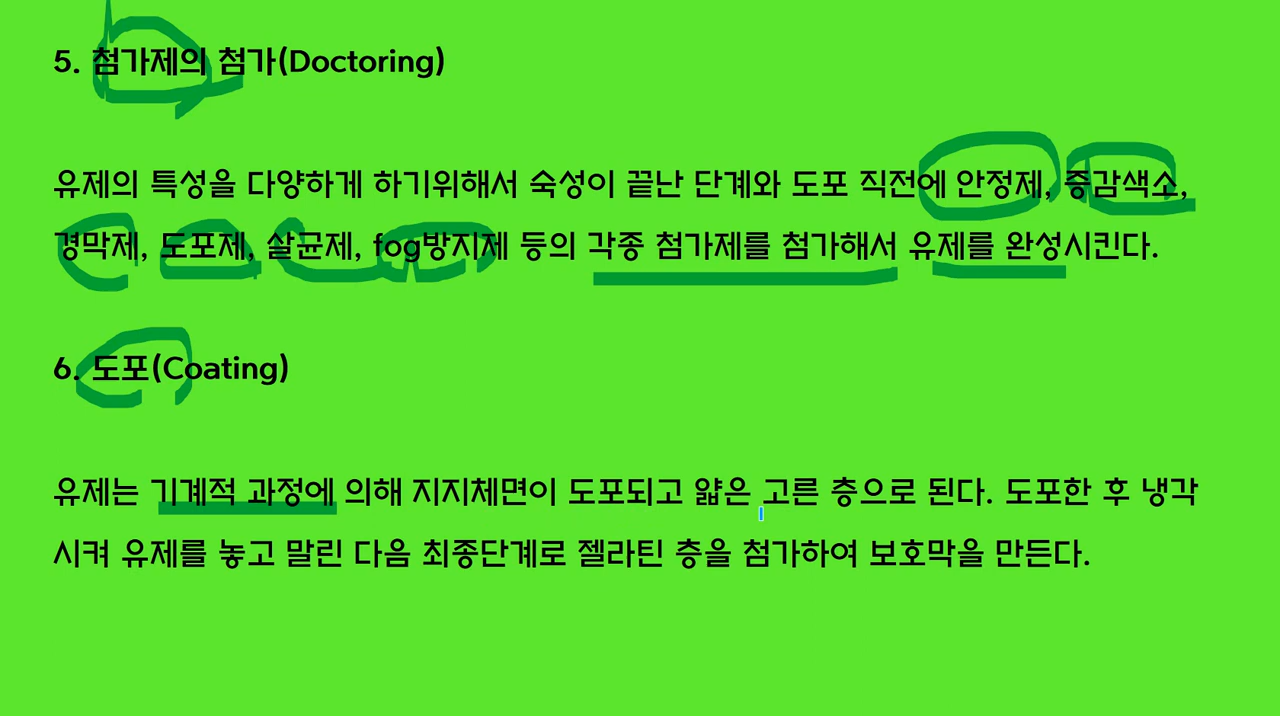 5. 첨가제의 첨가(Doctoring)
유제의 특성을 다양하게 하기위해서 숙성이 끝난 단계와 도포 직전에 안정제, 증감색소,
경막제, 도포제, 살균제, fog방지제 등의 각종 첨가제를 첨가해서 유제를 완성시킨다.
6. 도포(Coating)
유제는 기계적 과정에 의해 지지체면이 도포되고 얇은 고른 층으로 된다. 도포한 후 냉각
시켜 유제를 놓고 말린 다음 최종단계로 젤라틴 층을 첨가하여 보호막을 만든다.